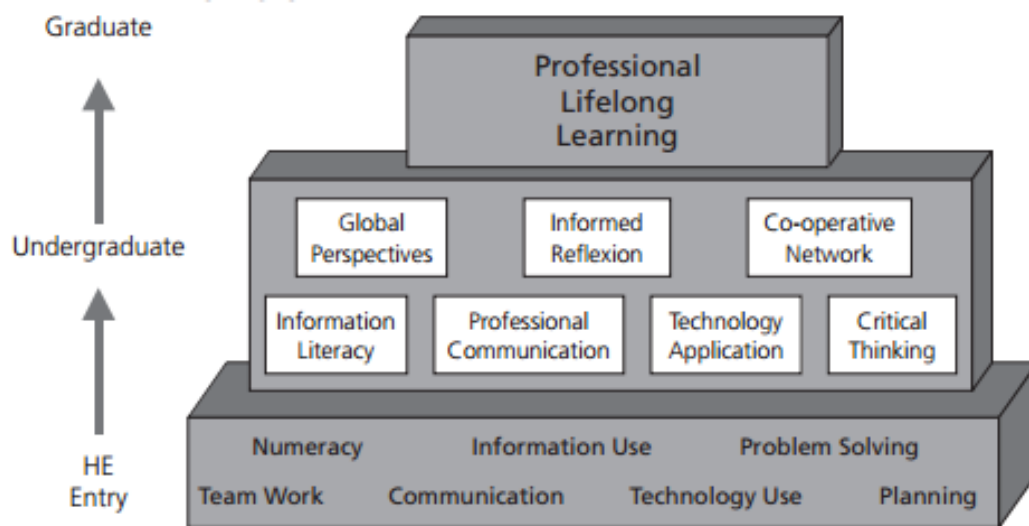 Graduate
Professional
Lifelong
Learning
Undergraduate
Global
Perspectives
Informed
Reflexion
Co-operative
Network
Information
Literacy
Professional
Communication
Technology
Application
Critical
Thinking
HE
Entry
Numeracy Information Use Problem Solving
Team Work Communication Technology Use Planning